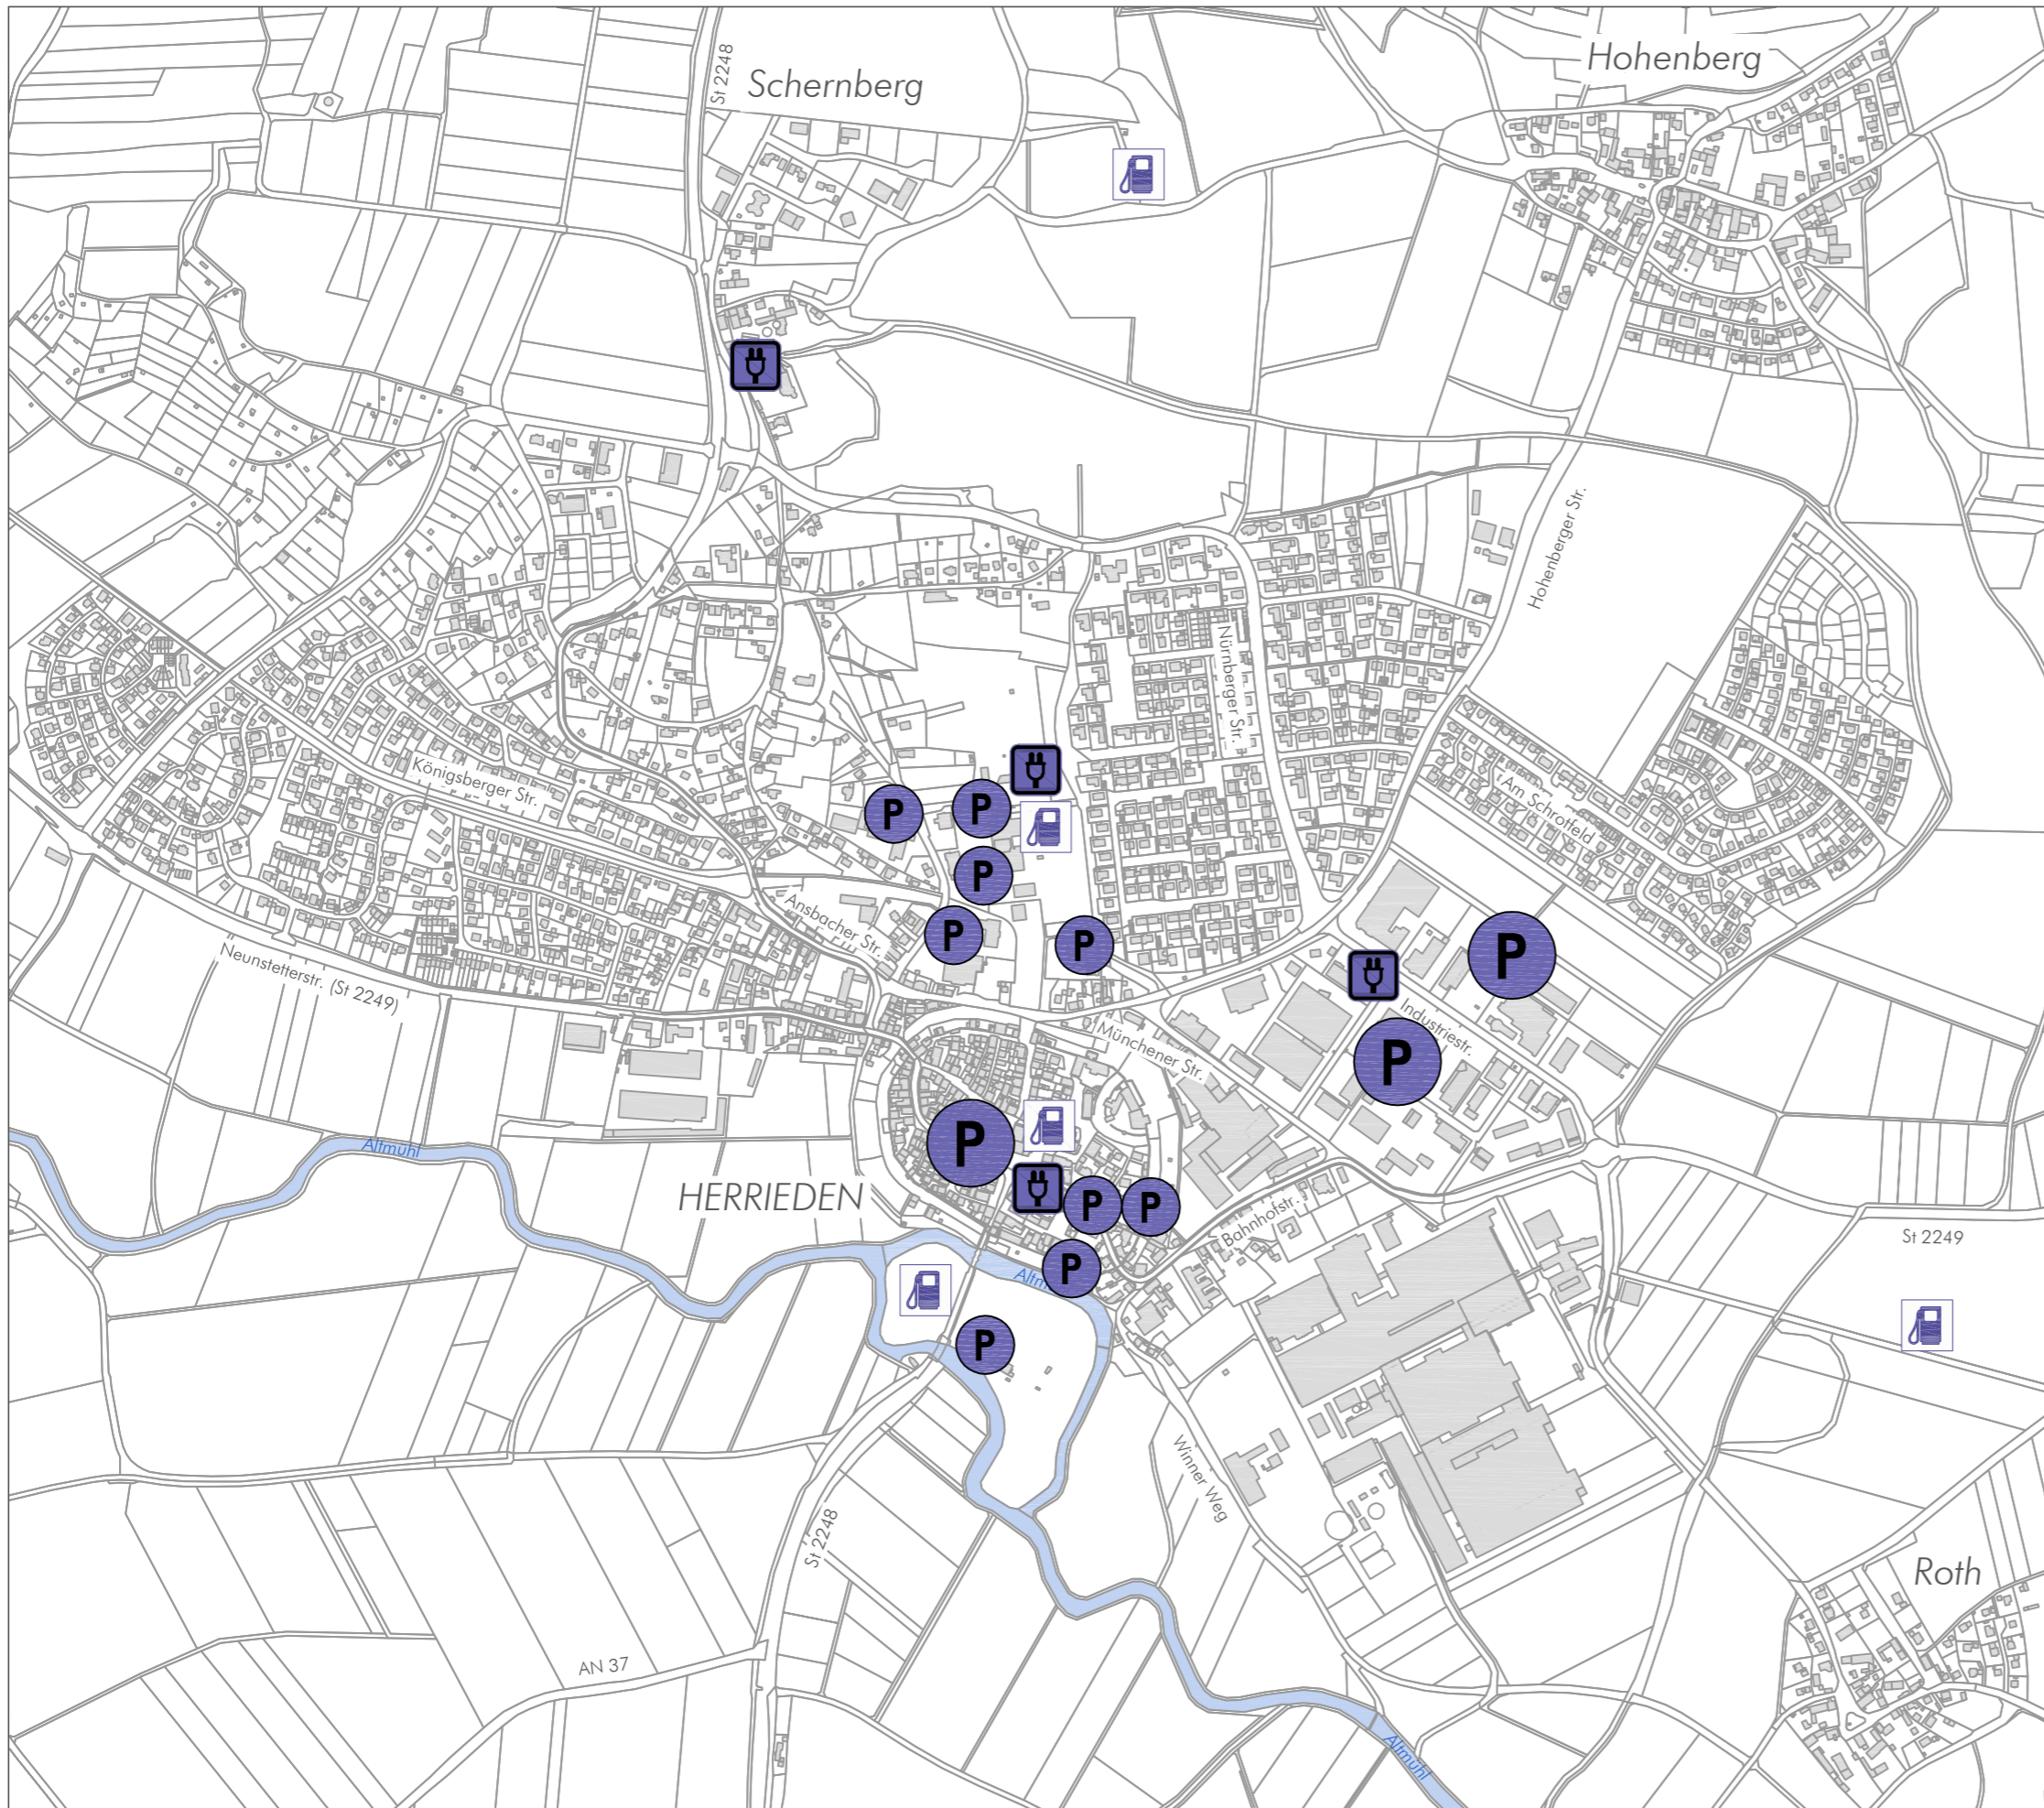 Hohenberg
St 2248
Schernberg
Hohenberger Str.
Nürnberger Str.
Königsberger Str.
Am Schrotfeld
P
P
P
P
P
P
Ansbacher Str.
Neunstetterstr. (St 2249)
Industriestr.
P
Münchener Str.
Altmühl
P
HERRIEDEN
P
P
Bahnhofstr.
St 2249
P
Altm
P
Winner Weg
St 2248
Roth
AN 37
Altmühl